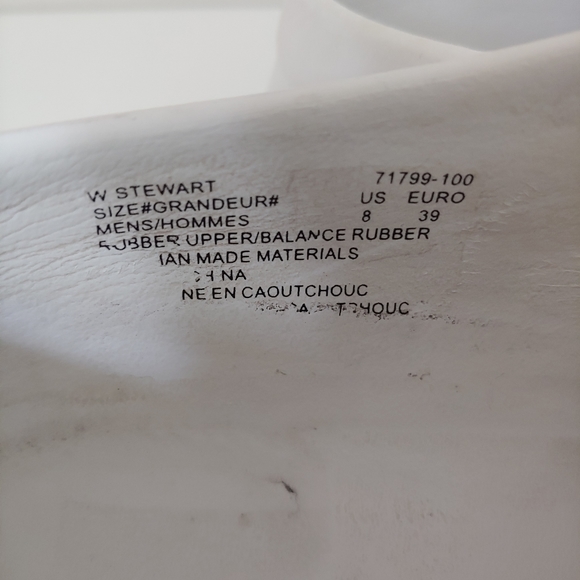 W STEWART 71799-100
SIZE#GRANDEUR# US EURO
MENS/HOMMES 8 39
RUBBER UPPER/BALANCE RUBBER
IAN MADE MATERIALS
NE EN CAOUTCHOUC